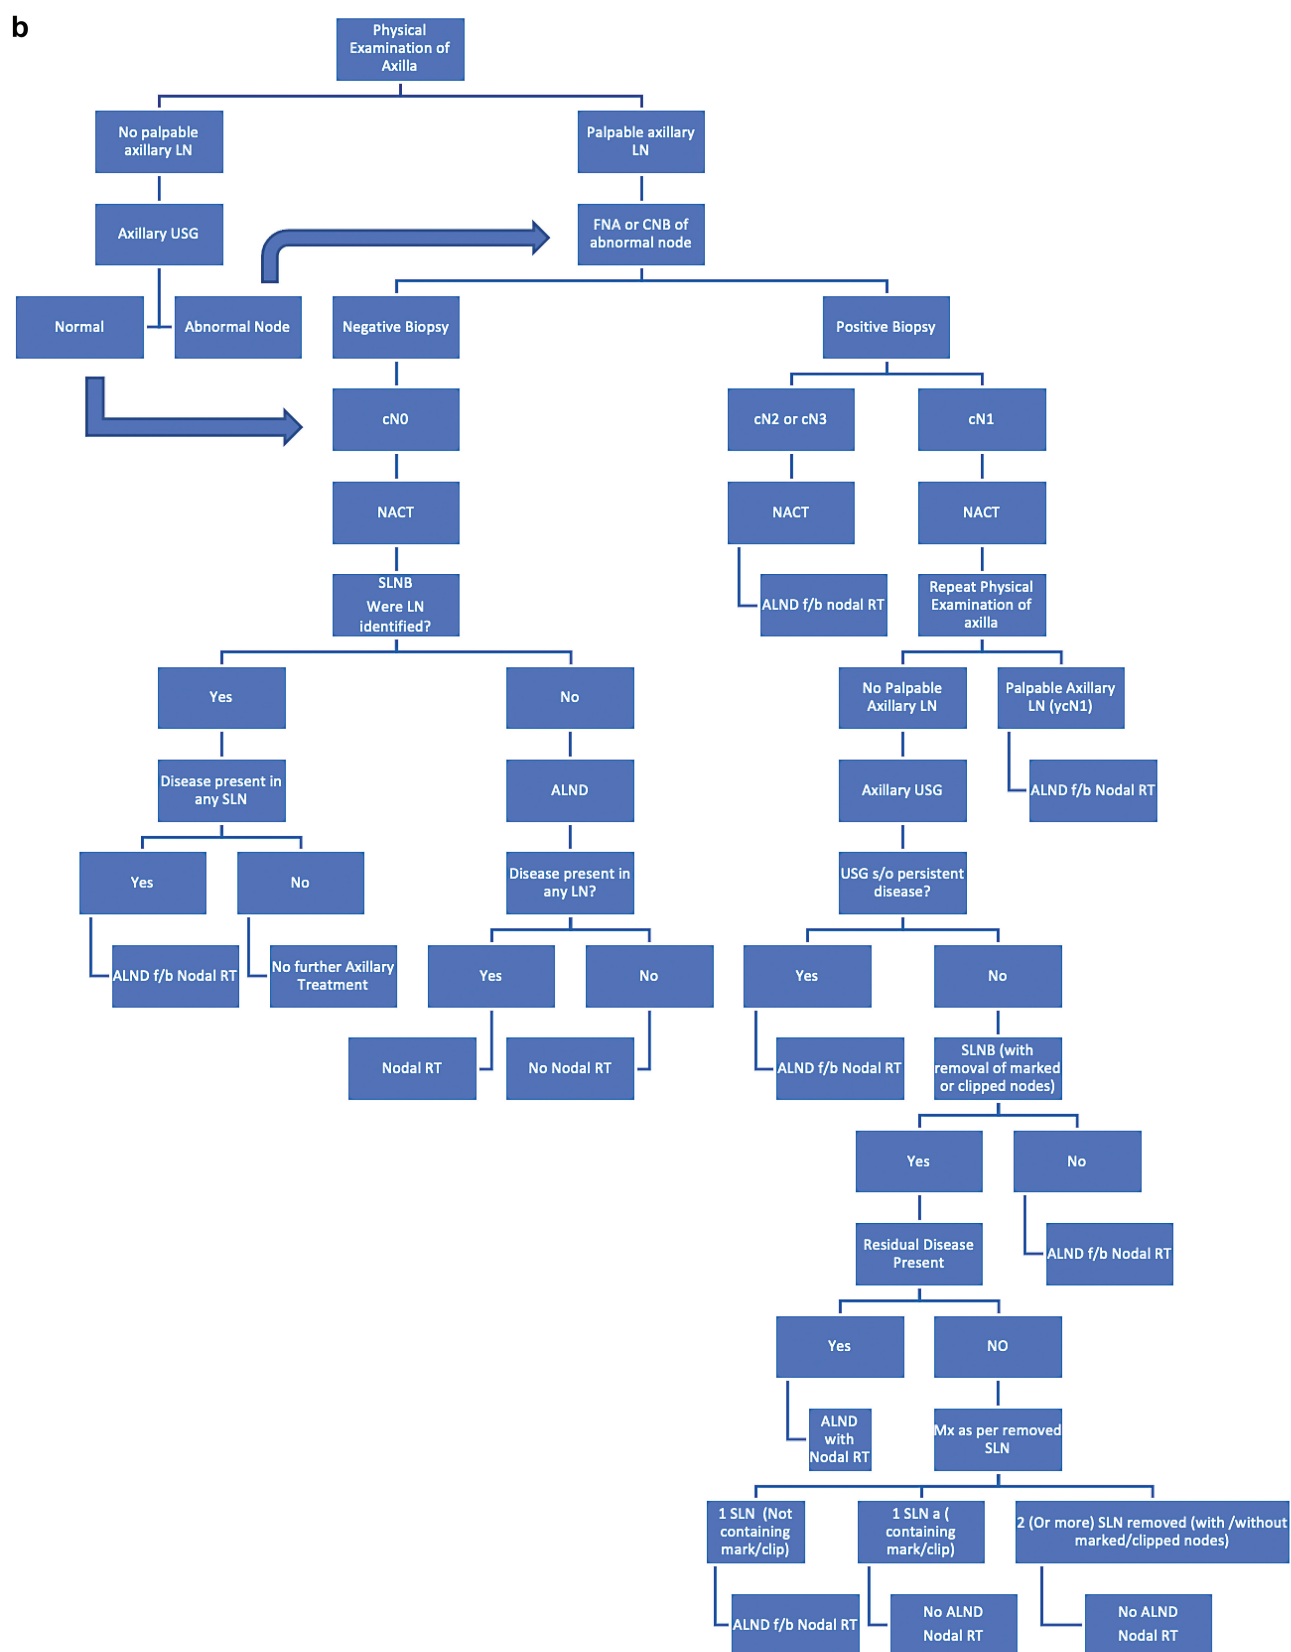 b
Physical
Examination of
Axilla
No palpable
axillary LN
Palpable axillary
LN
Axillary USG
FNA or CNB of
abnormal node
Normal
Abnormal Node
Negative Biopsy
Positive Biopsy
cN0
cN2 or cN3
cN1
NACT
NACT
NACT
SLNB
Were LN
identified?
ALND f/b nodal RT
Repeat Physical
Examination of
axilla
Yes
No
No Palpable
Axillary LN
Palpable Axillary
LN (ycN1)
Disease present in
any SLN
ALND
Axillary USG
ALND f/b Nodal RT
Yes
No
Disease present in
any LN?
USG s/o persistent
disease?
ALND f/b Nodal RT
No further Axillary
Treatment
Yes
No
Yes
No
Nodal RT
No Nodal RT
ALND f/b Nodal RT
SLNB (with
removal of marked
or clipped nodes)
Yes
No
Residual Disease
Present
ALND f/b Nodal RT
Yes
NO
ALND
with
Nodal RT
Mx as per removed
SLN
1 SLN (Not
containing
mark/clip)
1 SLN a (
containing
mark/clip)
2 (Or more) SLN removed (with /without
marked/clipped nodes)
ALND f/b Nodal RT
No ALND
Nodal RT
No ALND
Nodal RT